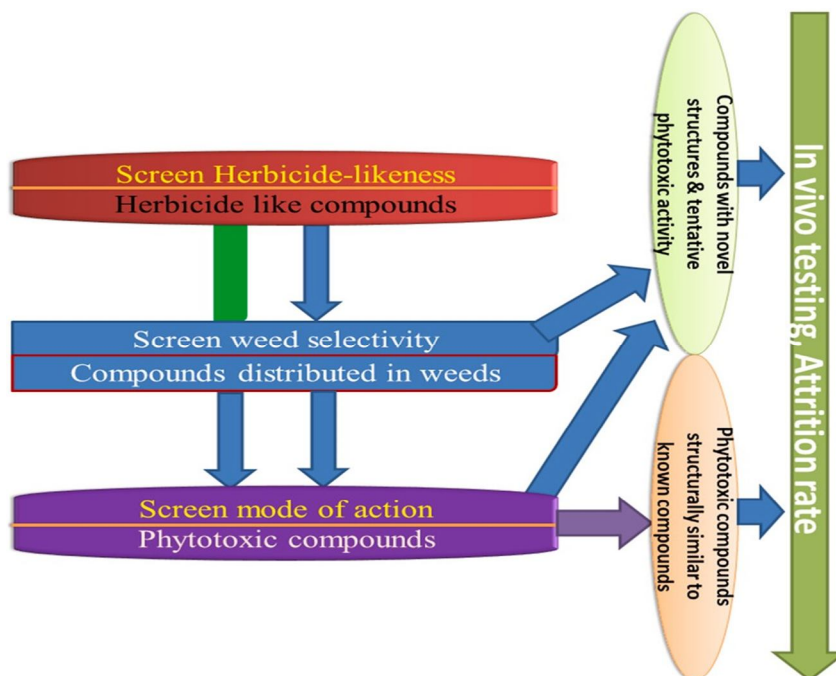 Screen Herbicide-likeness
Herbicide like compounds
Screen weed selectivity
Compounds distributed in weeds
Screen mode of action
Phytotoxic compounds
Compounds with novel
structures & tentative
phytotoxic activity
Phytotoxic compounds
structurally similar to
known compounds
In vivo testing, Attrition rate